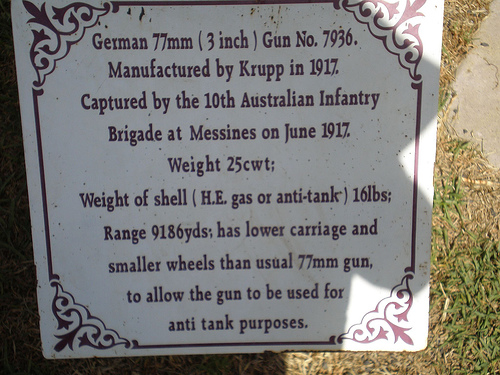 German 77mm ( 3 inch ) Gun No. 7936.
Manufactured by Krupp in 1917.
Captured by the 10th Australian Infantry
Brigade at Messines on June 1917.
Weight 25cwt;
Weight of shell ( H.E. gas or anti-tank ) 16lbs;
Range 9186yds; has lower carriage and
smaller wheels than usual 77mm gun,
to allow the gun to be used for
anti tank purposes.